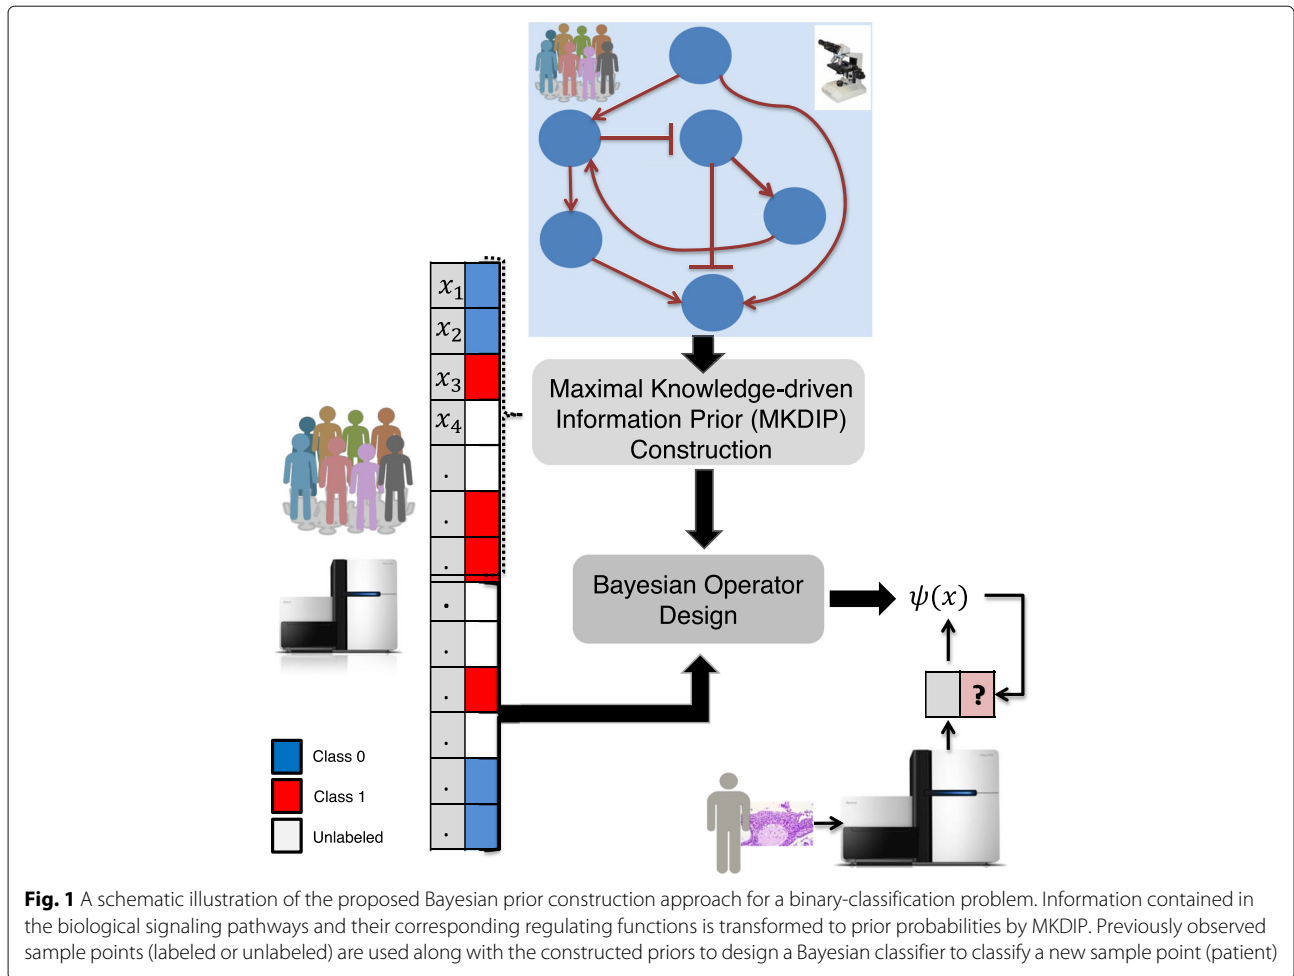 x1
x2
x3
x4
.
.
.
.
.
.
.
.
.
Maximal Knowledge-driven
Information Prior (MKDIP)
Construction
Bayesian Operator
Design
ψ(x)
?
Class 0
Class 1
Unlabeled
Fig. 1 A schematic illustration of the proposed Bayesian prior construction approach for a binary-classification problem. Information contained in
the biological signaling pathways and their corresponding regulating functions is transformed to prior probabilities by MKDIP. Previously observed
sample points (labeled or unlabeled) are used along with the constructed priors to design a Bayesian classifier to classify a new sample point (patient)